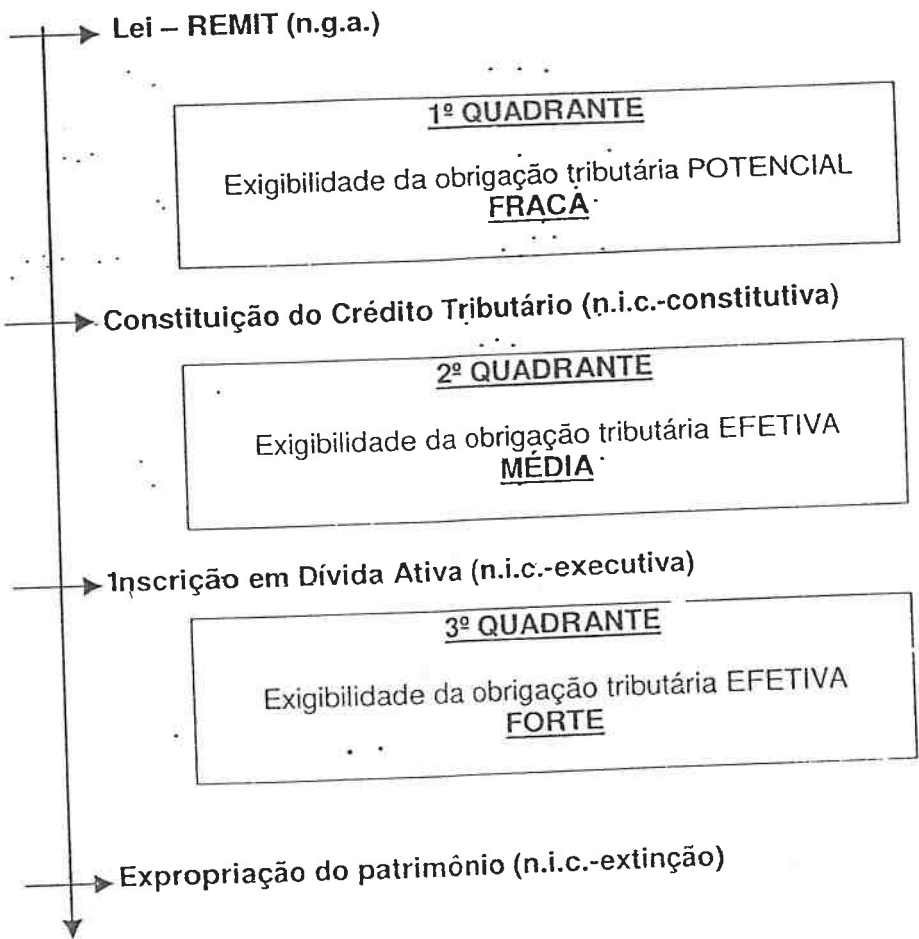 Lei – REMIT (n.g.a.)
1º QUADRANTE
Exigibilidade da obrigação tributária POTENCIAL
FRACA
Constituição do Crédito Tributário (n.i.c.-constitutiva)
2º QUADRANTE
Exigibilidade da obrigação tributária EFETIVA
MÉDIA
Inscrição em Dívida Ativa (n.i.c.-executiva)
3º QUADRANTE
Exigibilidade da obrigação tributária EFETIVA
FORTE
Expropriação do patrimônio (n.i.c.-extinção)